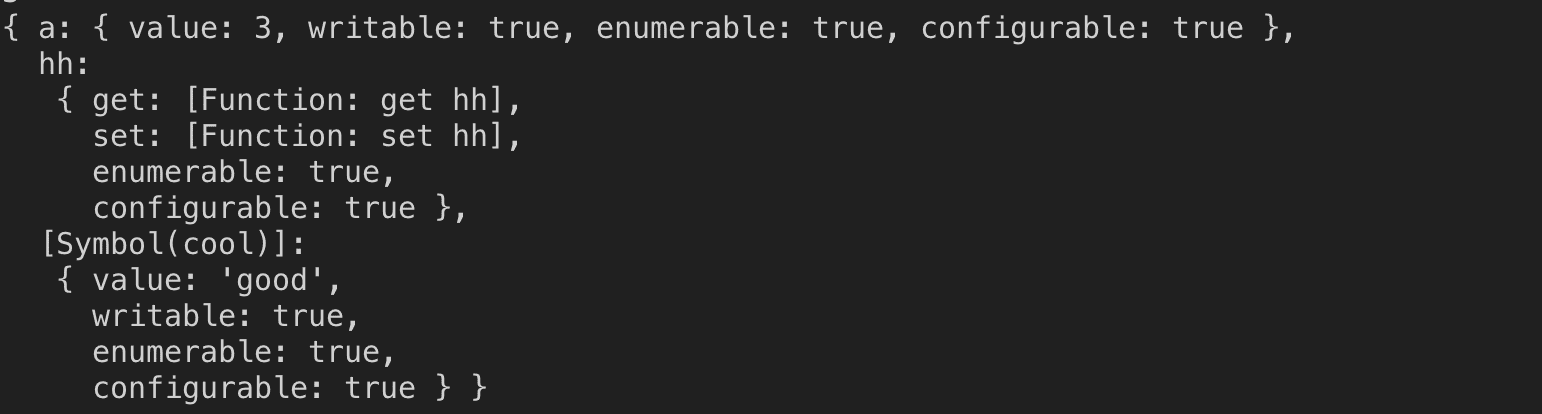 { a: { value: 3, writable: true, enumerable: true, configurable: true },
  hh:
   { get: [Function: get hh],
     set: [Function: set hh],
     enumerable: true,
     configurable: true },
  [Symbol(cool)]:
   { value: 'good',
     writable: true,
     enumerable: true,
     configurable: true } }